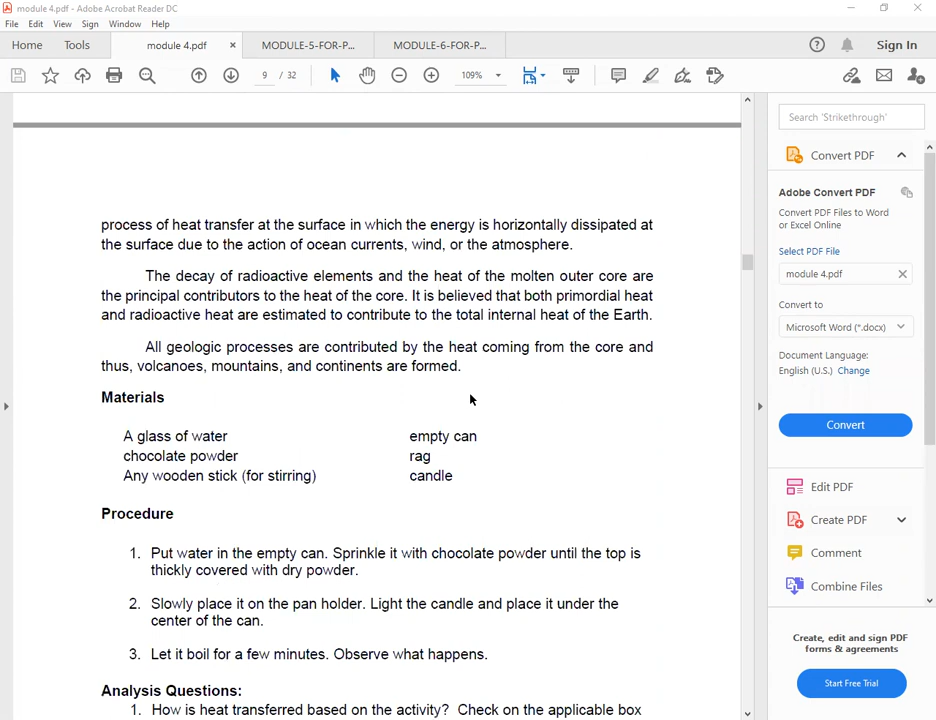 module 4.pdf - Adobe Acrobat Reader DC
File Edit View Sign Window Help
Home Tools module 4.pdf × MODULE-5-FOR-P... MODULE-6-FOR-P... Sign In
9 / 32 109%
Search 'Strikethrough'
Convert PDF
Adobe Convert PDF
Convert PDF Files to Word
or Excel Online
Select PDF File
module 4.pdf
Convert to
Microsoft Word (*.docx)
Document Language:
English (U.S.) Change
Convert
Edit PDF
Create PDF
Comment
Combine Files
Create, edit and sign PDF
forms & agreements
Start Free Trial
process of heat transfer at the surface in which the energy is horizontally dissipated at
the surface due to the action of ocean currents, wind, or the atmosphere.
The decay of radioactive elements and the heat of the molten outer core are
the principal contributors to the heat of the core. It is believed that both primordial heat
and radioactive heat are estimated to contribute to the total internal heat of the Earth.
All geologic processes are contributed by the heat coming from the core and
thus, volcanoes, mountains, and continents are formed.
Materials
A glass of water empty can
chocolate powder rag
Any wooden stick (for stirring) candle
Procedure
1. Put water in the empty can. Sprinkle it with chocolate powder until the top is
thickly covered with dry powder.
2. Slowly place it on the pan holder. Light the candle and place it under the
center of the can.
3. Let it boil for a few minutes. Observe what happens.
Analysis Questions:
1. How is heat transferred based on the activity? Check on the applicable box